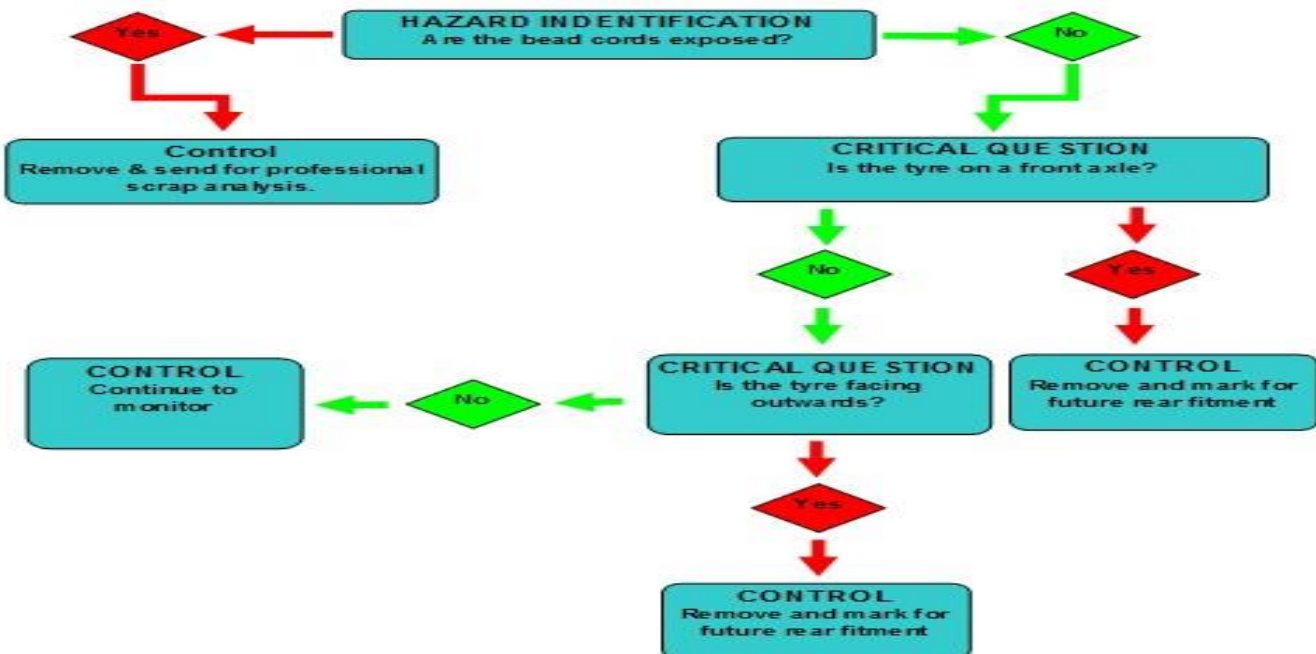 HAZARD INDENTIFICATION
Are the bead cords exposed?
Yes
No
Control
Remove & send for professional
scrap analysis.
CRITICAL QUESTION
Is the tyre on a front axle?
No
Yes
CONTROL
Continue to
monitor
No
CRITICAL QUESTION
Is the tyre facing
outwards?
CONTROL
Remove and mark for
future rear fitment
Yes
CONTROL
Remove and mark for
future rear fitment